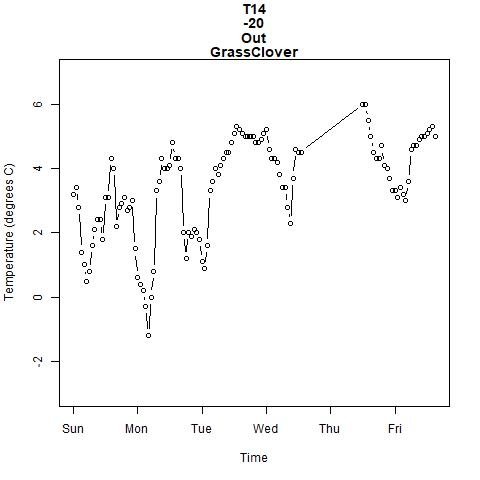 T14
-20
Out
GrassClover
Temperature (degrees C)
6
4
2
0
-2
Sun Mon Tue Wed Thu Fri
Time